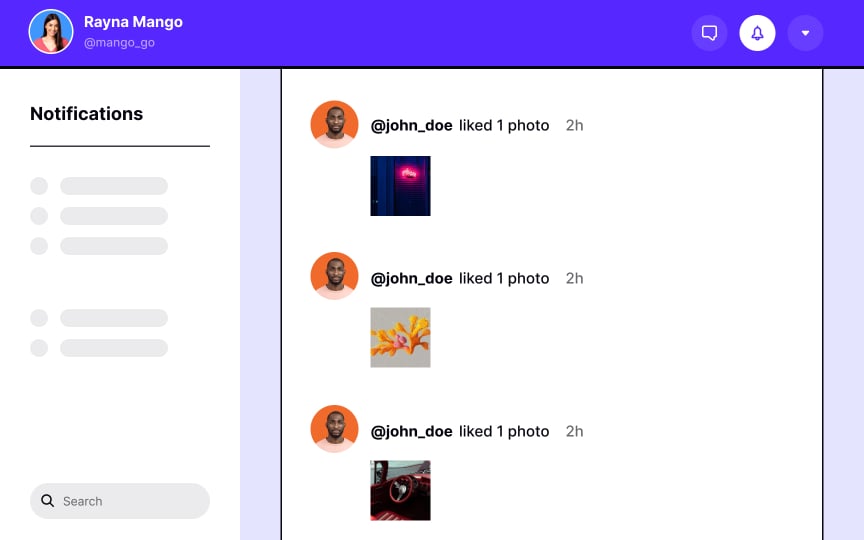 Rayna Mango
@mango_go
Notifications
Search
@john_doe liked 1 photo 2h
@john_doe liked 1 photo 2h
@john_doe liked 1 photo 2h